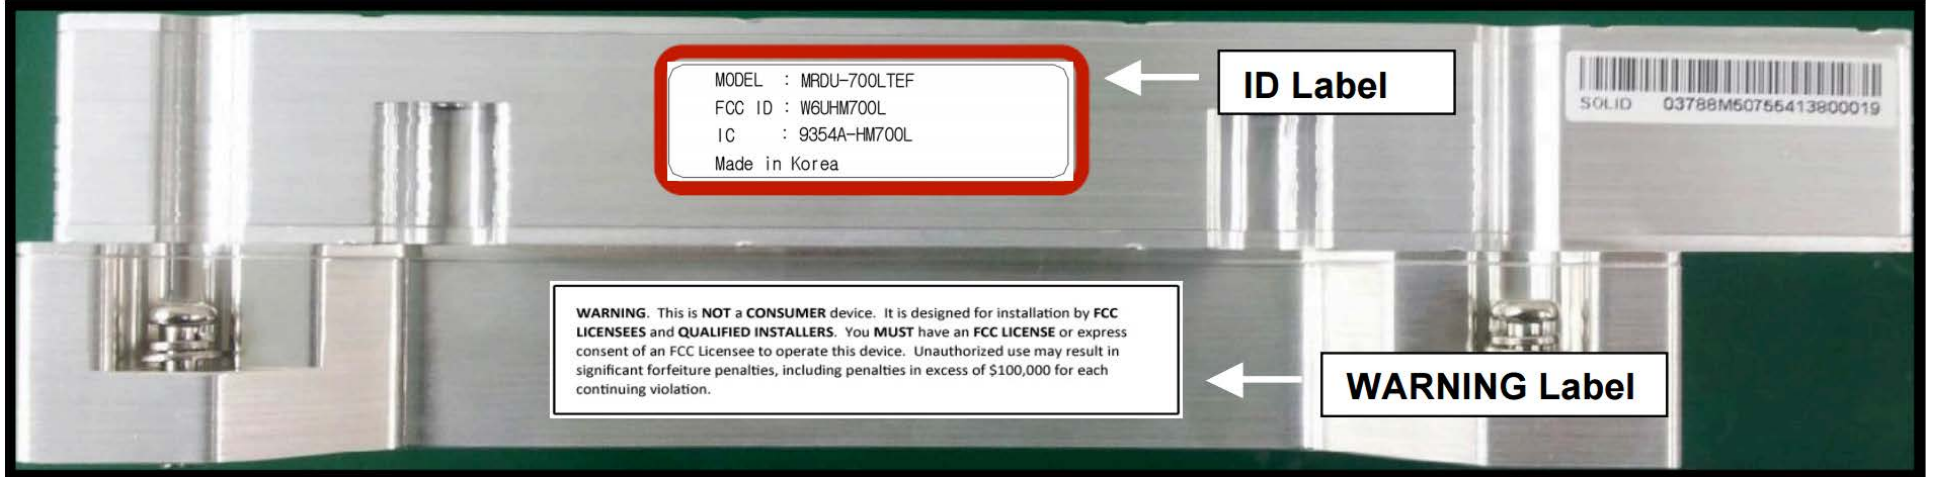 MODEL : MRDU-700LTEF
FCC ID : W6UHM700L
IC : 9354A-HM700L
Made in Korea
ID Label
SOLID 03788M50755413800019
WARNING. This is NOT a CONSUMER device. It is designed for installation by FCC
LICENSEES and QUALIFIED INSTALLERS. You MUST have an FCC LICENSE or express
consent of an FCC Licensee to operate this device. Unauthorized use may result in
significant forfeiture penalties, including penalties in excess of $100,000 for each
continuing violation.
WARNING Label